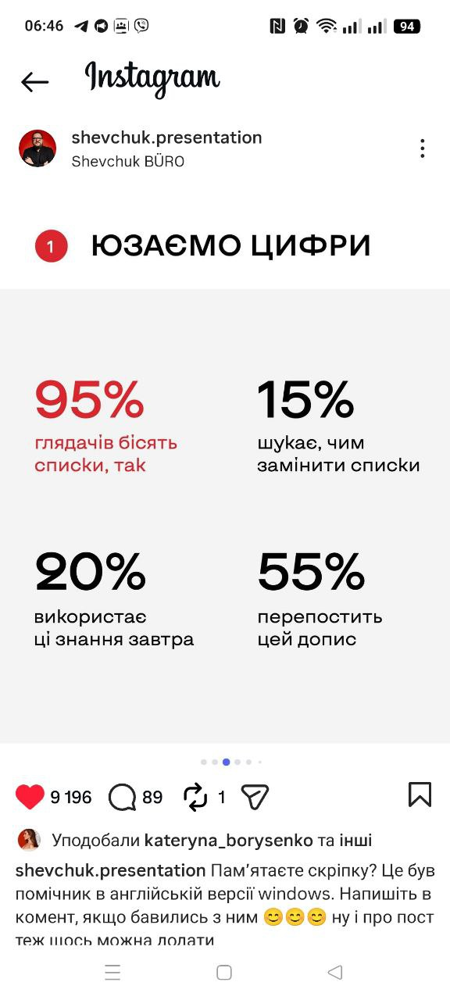 06:46
94
Instagram
shevchuk.presentation
Shevchuk BÜRO
1 ЮЗАЄМО ЦИФРИ
95%
глядачів бісять
списки, так
15%
шукає, чим
замінити списки
20%
використає
ці знання завтра
55%
перепостить
цей допис
9 196 89 1
Уподобали kateryna_borysenko та інші
shevchuk.presentation Пам'ятаєте скріпку? Це був
помічник в англійській версії windows. Напишіть в
комент, якщо бавились з ним 😊😊😊 ну і про пост
теж щось можна додати